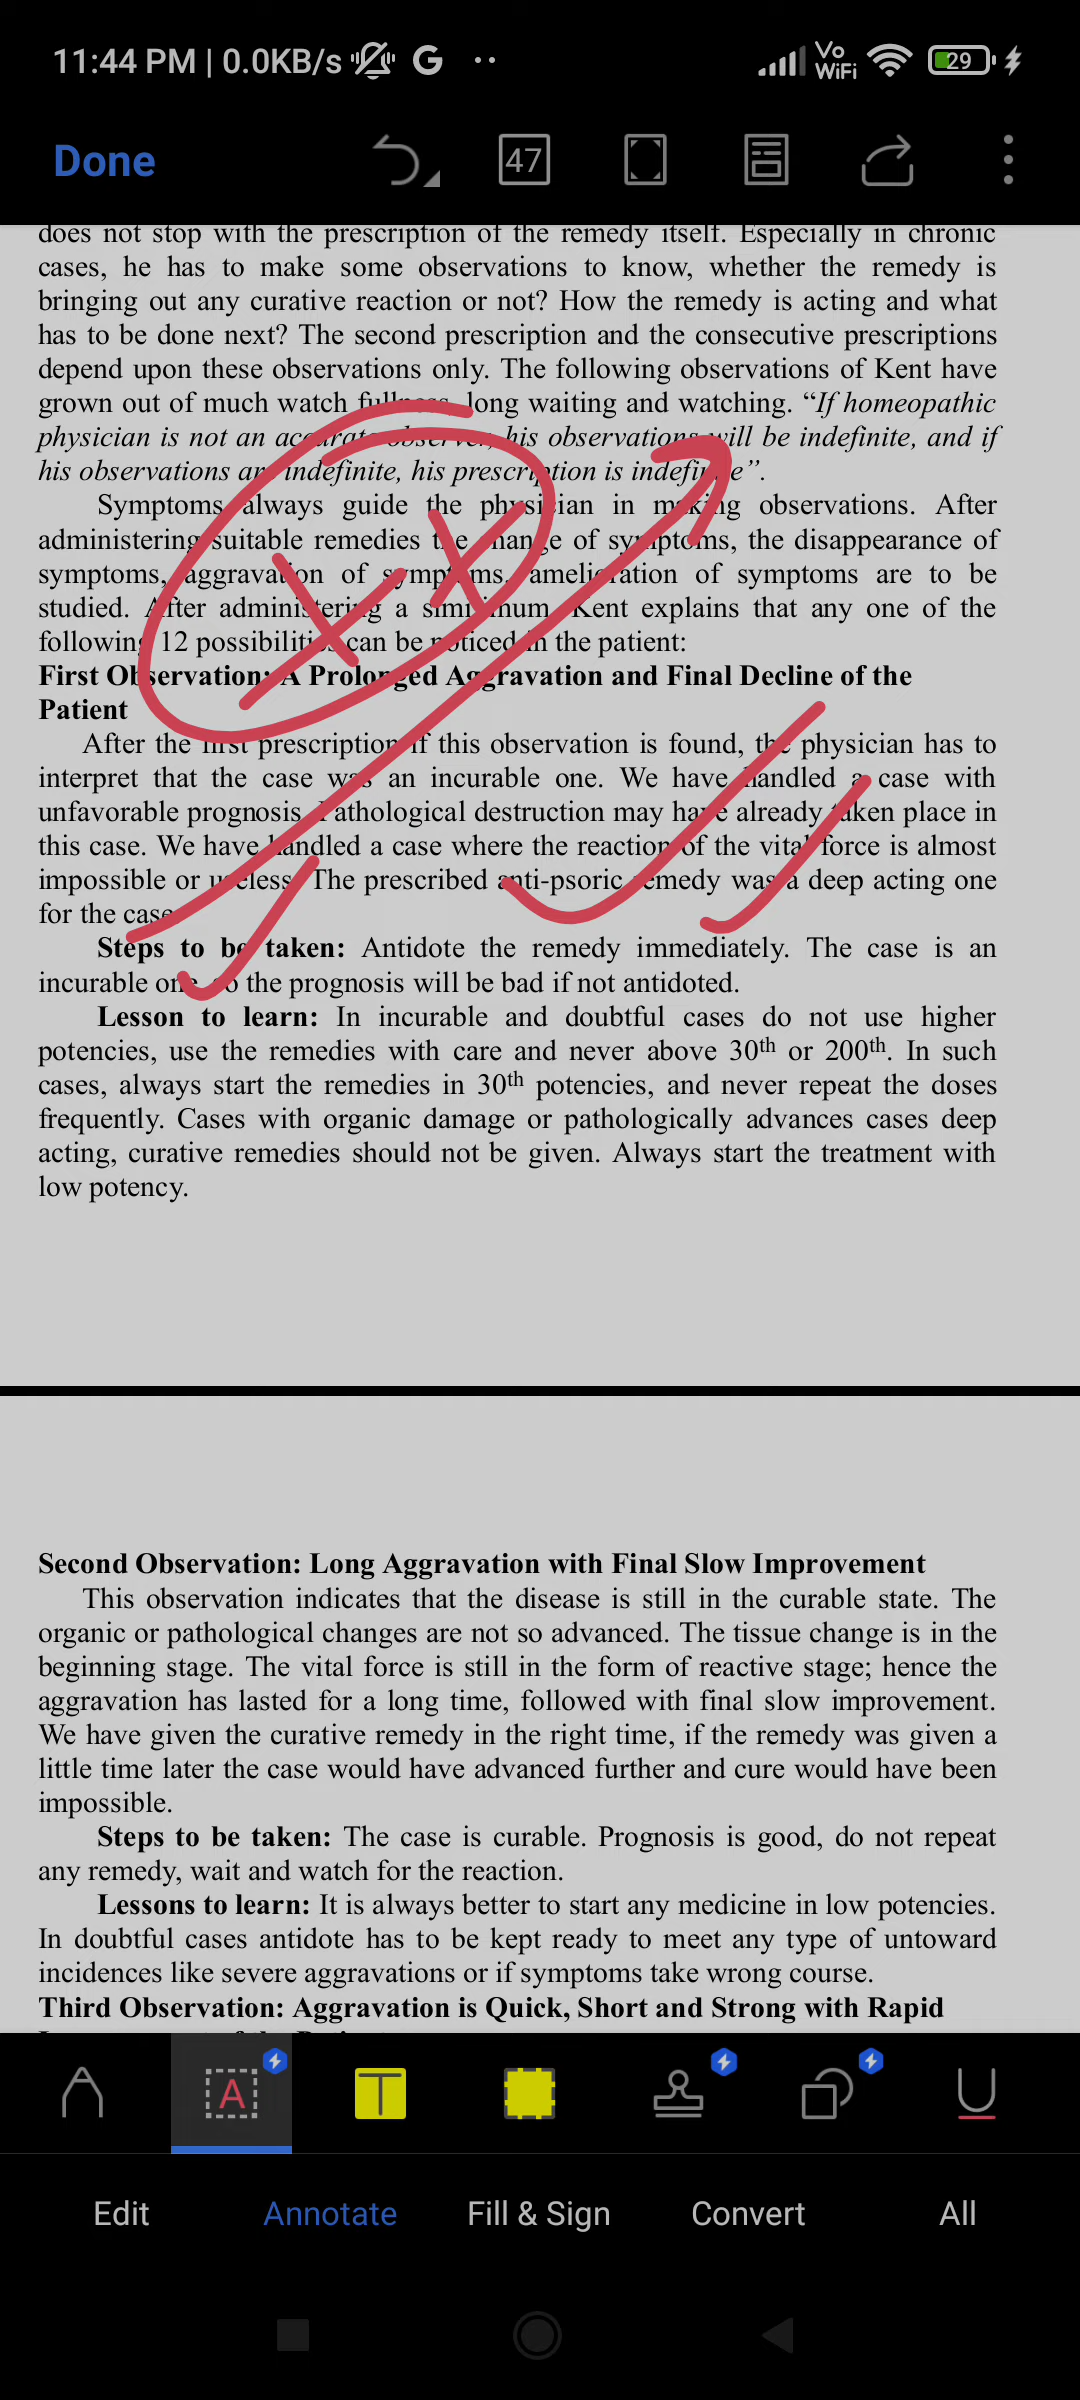 11:44 PM | 0.0KB/s G ··
Vo
WiFi
29
Done
47
does not stop with the prescription of the remedy itself. Especially in chronic
cases, he has to make some observations to know, whether the remedy is
bringing out any curative reaction or not? How the remedy is acting and what
has to be done next? The second prescription and the consecutive prescriptions
depend upon these observations only. The following observations of Kent have
grown out of much watch fullness, long waiting and watching. “If homeopathic
physician is not an accurate observer, his observations will be indefinite, and if
his observations are indefinite, his prescription is indefinite”.
Symptoms always guide the physician in making observations. After
administering suitable remedies the change of symptoms, the disappearance of
symptoms, aggravation of symptoms, amelioration of symptoms are to be
studied. After administering a simillimum, Kent explains that any one of the
following 12 possibilities can be noticed in the patient:
First Observation: A Prolonged Aggravation and Final Decline of the
Patient
After the first prescription if this observation is found, the physician has to
interpret that the case was an incurable one. We have handled a case with
unfavorable prognosis. Pathological destruction may have already taken place in
this case. We have handled a case where the reaction of the vital force is almost
impossible or useless. The prescribed anti-psoric remedy was a deep acting one
for the case.
Steps to be taken: Antidote the remedy immediately. The case is an
incurable one, so the prognosis will be bad if not antidoted.
Lesson to learn: In incurable and doubtful cases do not use higher
potencies, use the remedies with care and never above 30th or 200th. In such
cases, always start the remedies in 30th potencies, and never repeat the doses
frequently. Cases with organic damage or pathologically advances cases deep
acting, curative remedies should not be given. Always start the treatment with
low potency.
Second Observation: Long Aggravation with Final Slow Improvement
This observation indicates that the disease is still in the curable state. The
organic or pathological changes are not so advanced. The tissue change is in the
beginning stage. The vital force is still in the form of reactive stage; hence the
aggravation has lasted for a long time, followed with final slow improvement.
We have given the curative remedy in the right time, if the remedy was given a
little time later the case would have advanced further and cure would have been
impossible.
Steps to be taken: The case is curable. Prognosis is good, do not repeat
any remedy, wait and watch for the reaction.
Lessons to learn: It is always better to start any medicine in low potencies.
In doubtful cases antidote has to be kept ready to meet any type of untoward
incidences like severe aggravations or if symptoms take wrong course.
Third Observation: Aggravation is Quick, Short and Strong with Rapid
A
T
U
Edit
Annotate
Fill & Sign
Convert
All